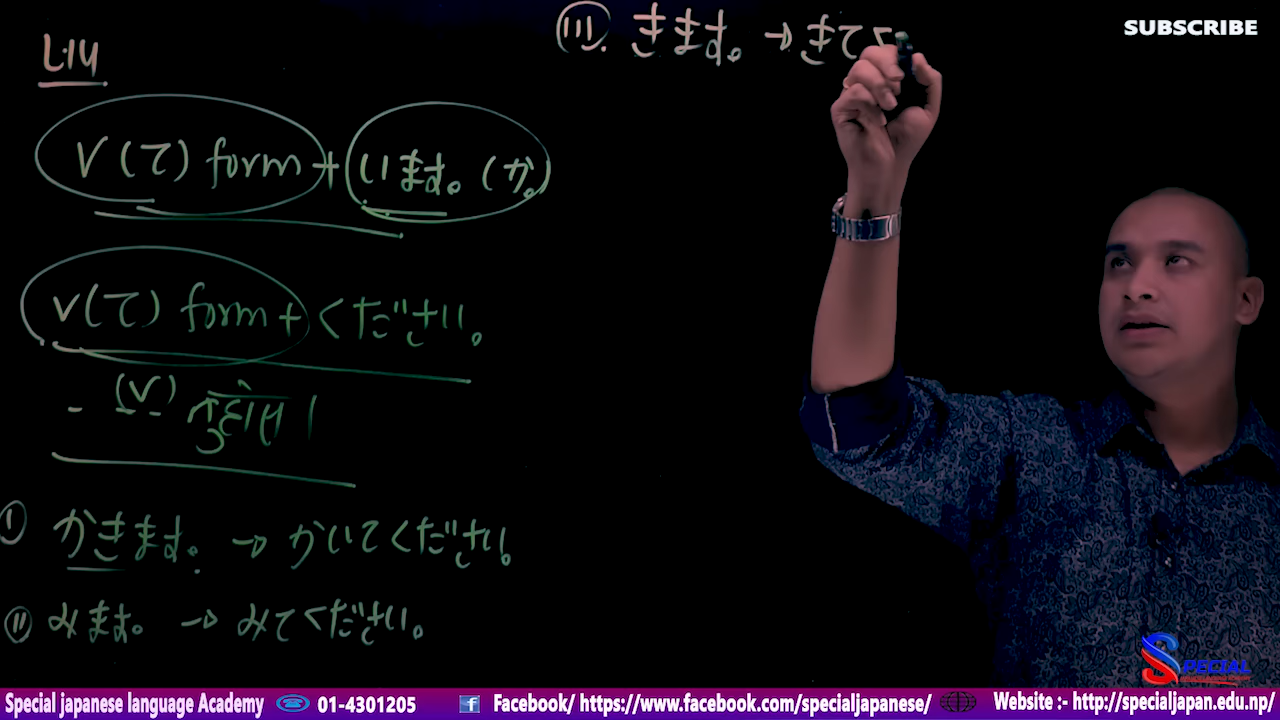 L.14
V (て) form + います。(か。)
V (て) form + ください。
- (V) नुहोस ।
I かきます。 → かいてください。
II みます。 → みてください。
III. きます。 → きてく
SUBSCRIBE
SPECIAL
Special japanese language Academy 01-4301205 Facebook/ https://www.facebook.com/specialjapanese/ Website :- http://specialjapan.edu.np/